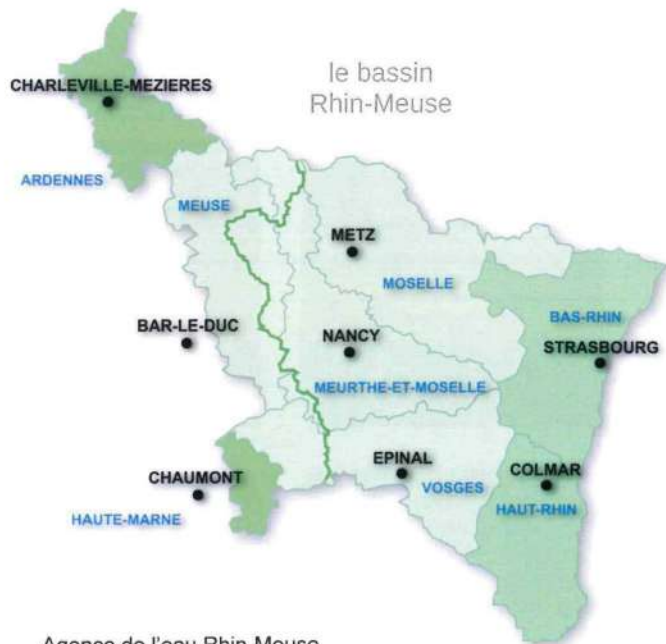 le bassin
Rhin-Meuse
CHARLEVILLE-MEZIERES
ARDENNES
MEUSE
METZ
MOSELLE
BAR-LE-DUC
NANCY
BAS-RHIN
STRASBOURG
MEURTHE-ET-MOSELLE
CHAUMONT
EPINAL
COLMAR
VOSGES
HAUT-RHIN
HAUTE-MARNE
Agence de l'eau Rhin-Meuse